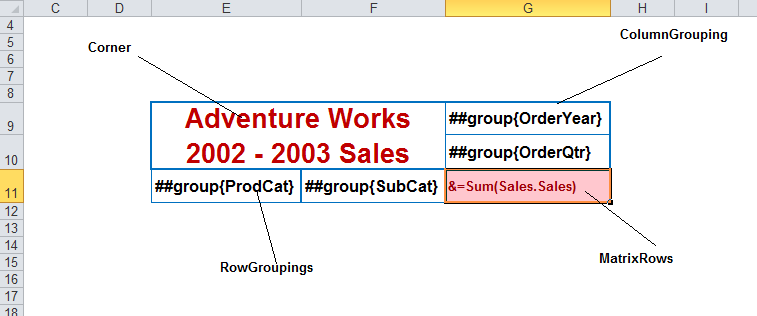 C D E F G H I
4
5
6
7
8
9
10
11
12
13
14
15
16
17
18
Corner
ColumnGrouping
Adventure Works
2002 - 2003 Sales
##group{OrderYear}
##group{OrderQtr}
##group{ProdCat} ##group{SubCat} &=Sum(Sales.Sales)
RowGroupings
MatrixRows